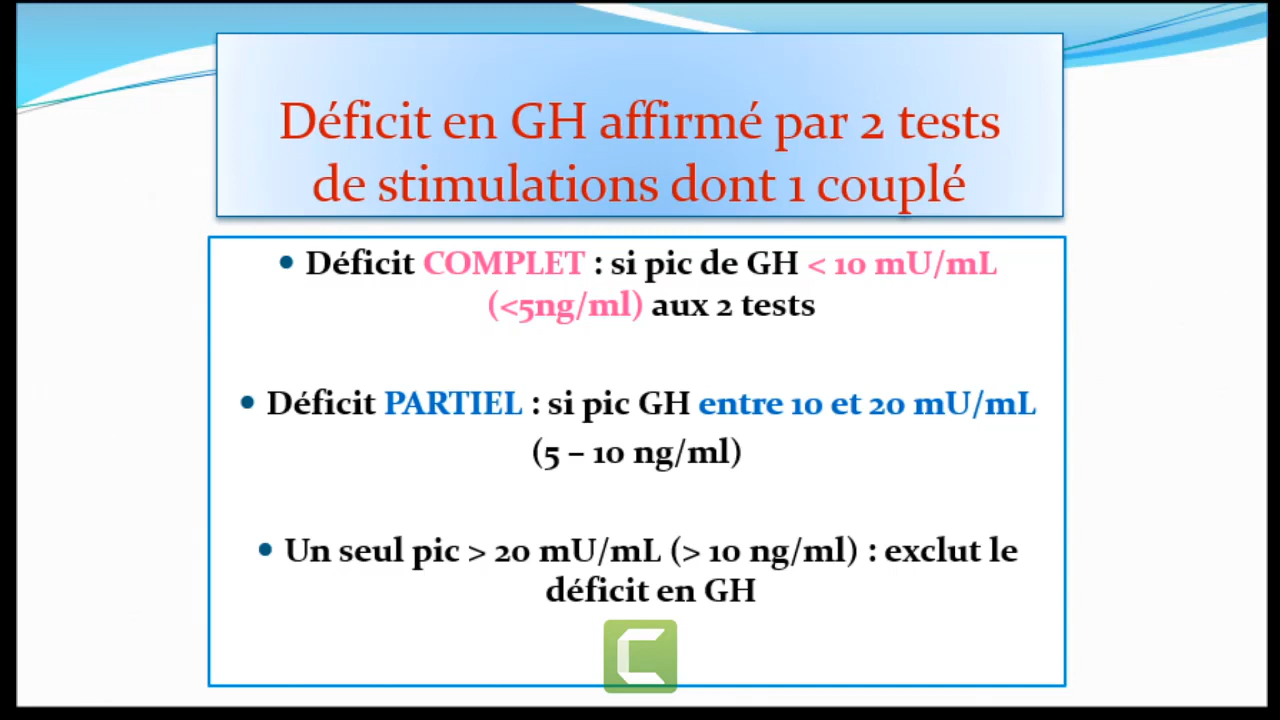 Déficit en GH affirmé par 2 tests
de stimulations dont 1 couplé
• Déficit COMPLET : si pic de GH < 10 mU/mL
(<5ng/ml) aux 2 tests
• Déficit PARTIEL : si pic GH entre 10 et 20 mU/mL
(5 – 10 ng/ml)
• Un seul pic > 20 mU/mL (> 10 ng/ml) : exclut le
déficit en GH